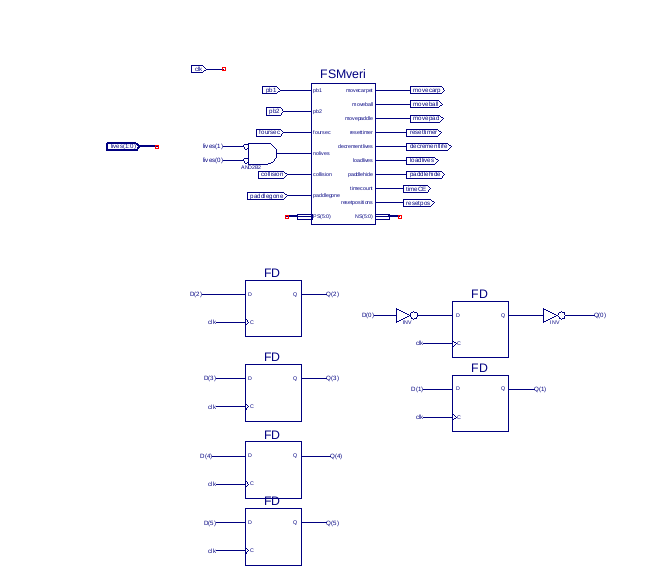 clk
FSMveri
pb1 pb1 movecarpet movecarp
moveball moveball
pb2 pb2 movepaddle movepad
foursec foursec resettimer resettimer
lives(1) decrementlives decrementlife
lives(1:0) nolives
lives(0) loadlives loadlives
AND2B2
collision collision paddlehide paddlehide
timecourt timeCE
paddlegone paddlegone resetpositions resetpos
PS(5:0) NS(5:0)
FD
D(2) D Q Q(2)
clk C
FD
D(0) INV D Q INV Q(0)
clk C
FD
D(3) D Q Q(3)
clk C
FD
D(1) D Q Q(1)
clk C
FD
D(4) D Q Q(4)
clk C
FD
D(5) D Q Q(5)
clk C